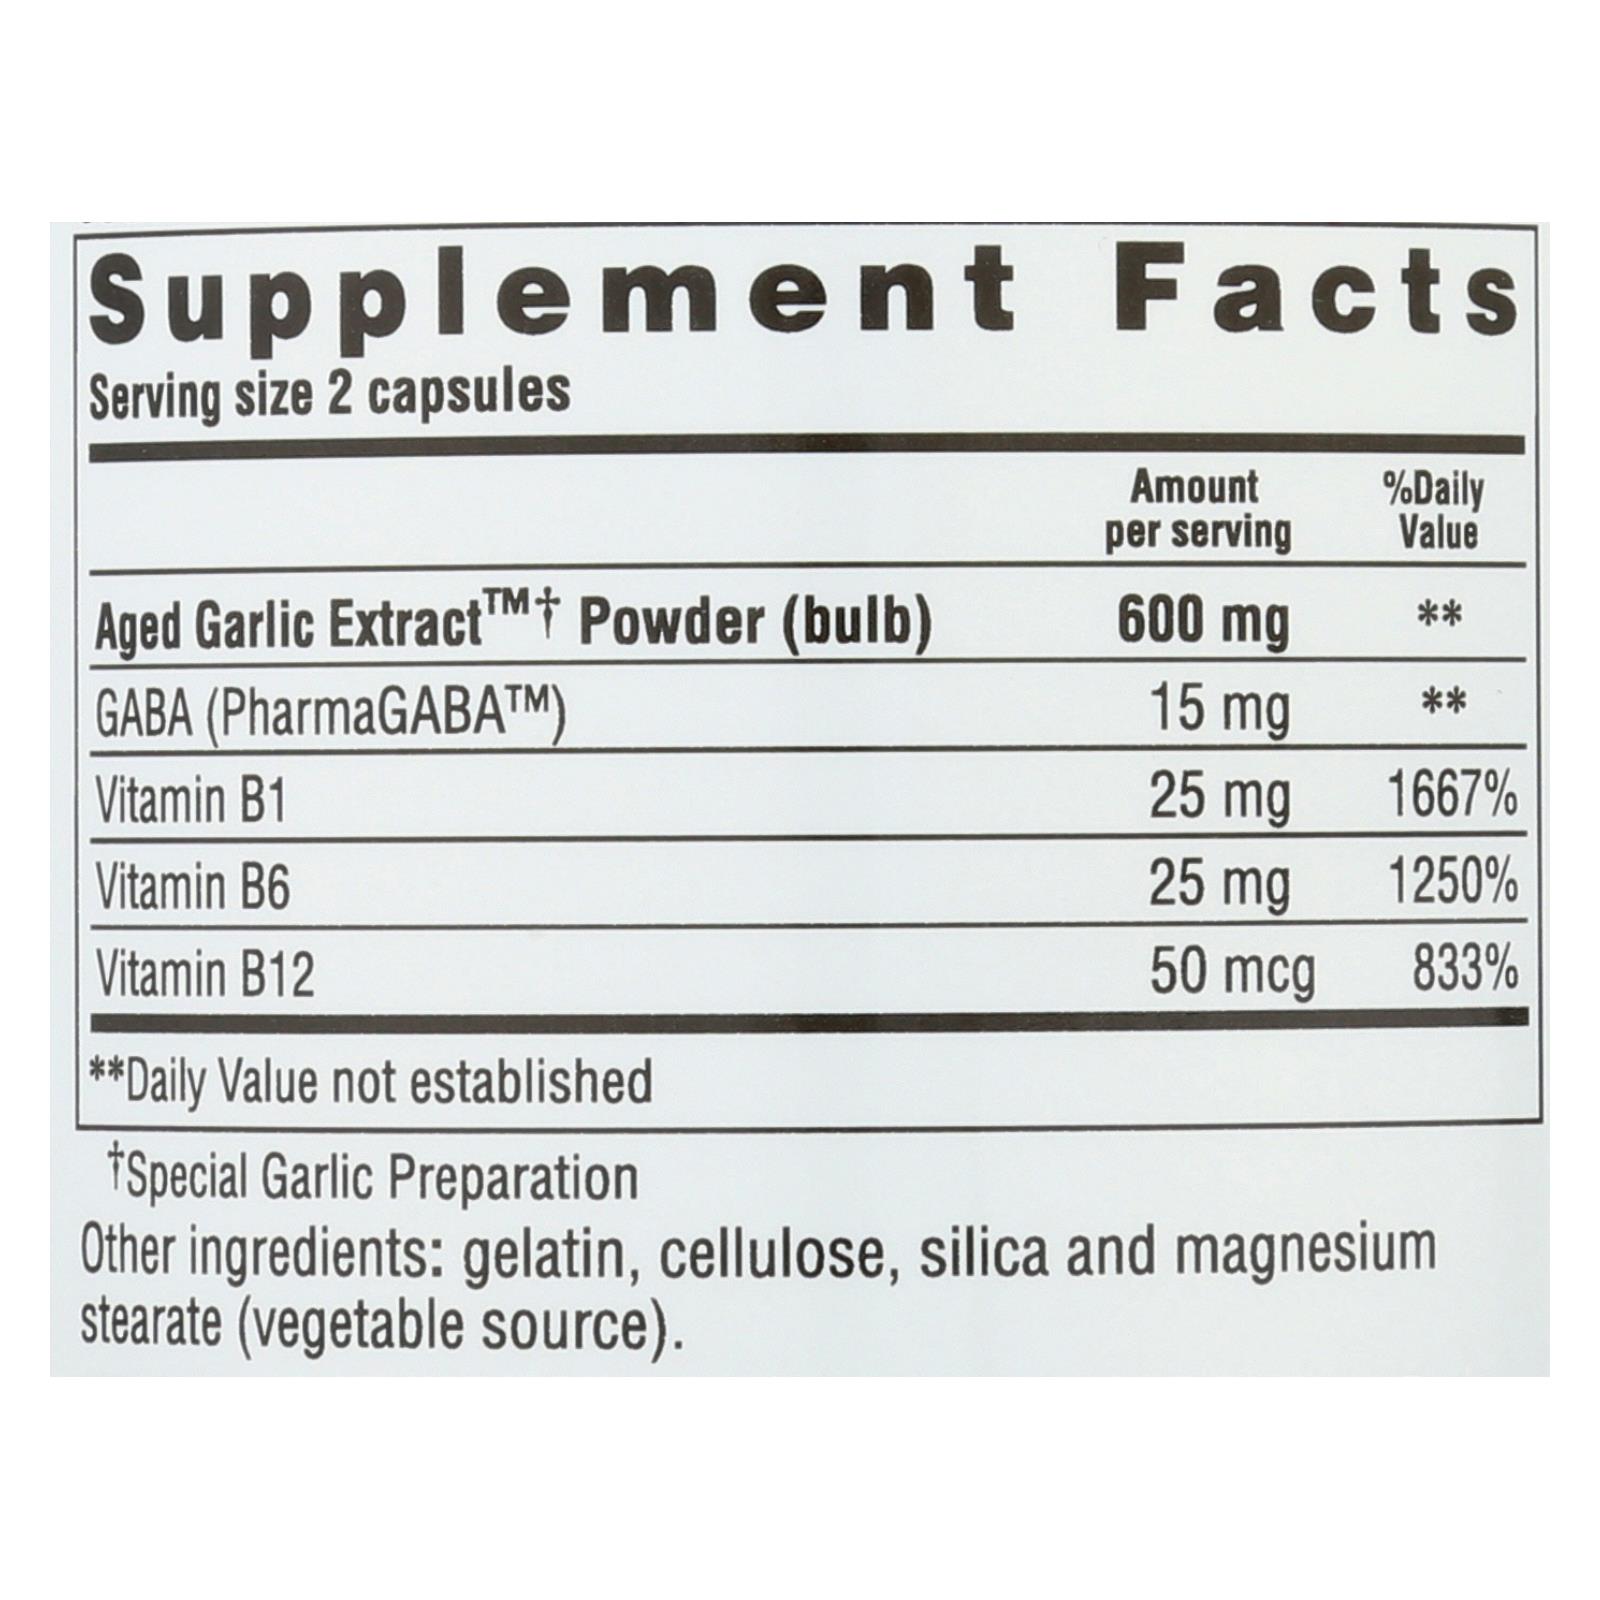 Supplement Facts
Serving size 2 capsules
Amount per serving %Daily Value
Aged Garlic Extract™† Powder (bulb) 600 mg **
GABA (PharmaGABA™) 15 mg **
Vitamin B1 25 mg 1667%
Vitamin B6 25 mg 1250%
Vitamin B12 50 mcg 833%
**Daily Value not established
†Special Garlic Preparation
Other ingredients: gelatin, cellulose, silica and magnesium
stearate (vegetable source).